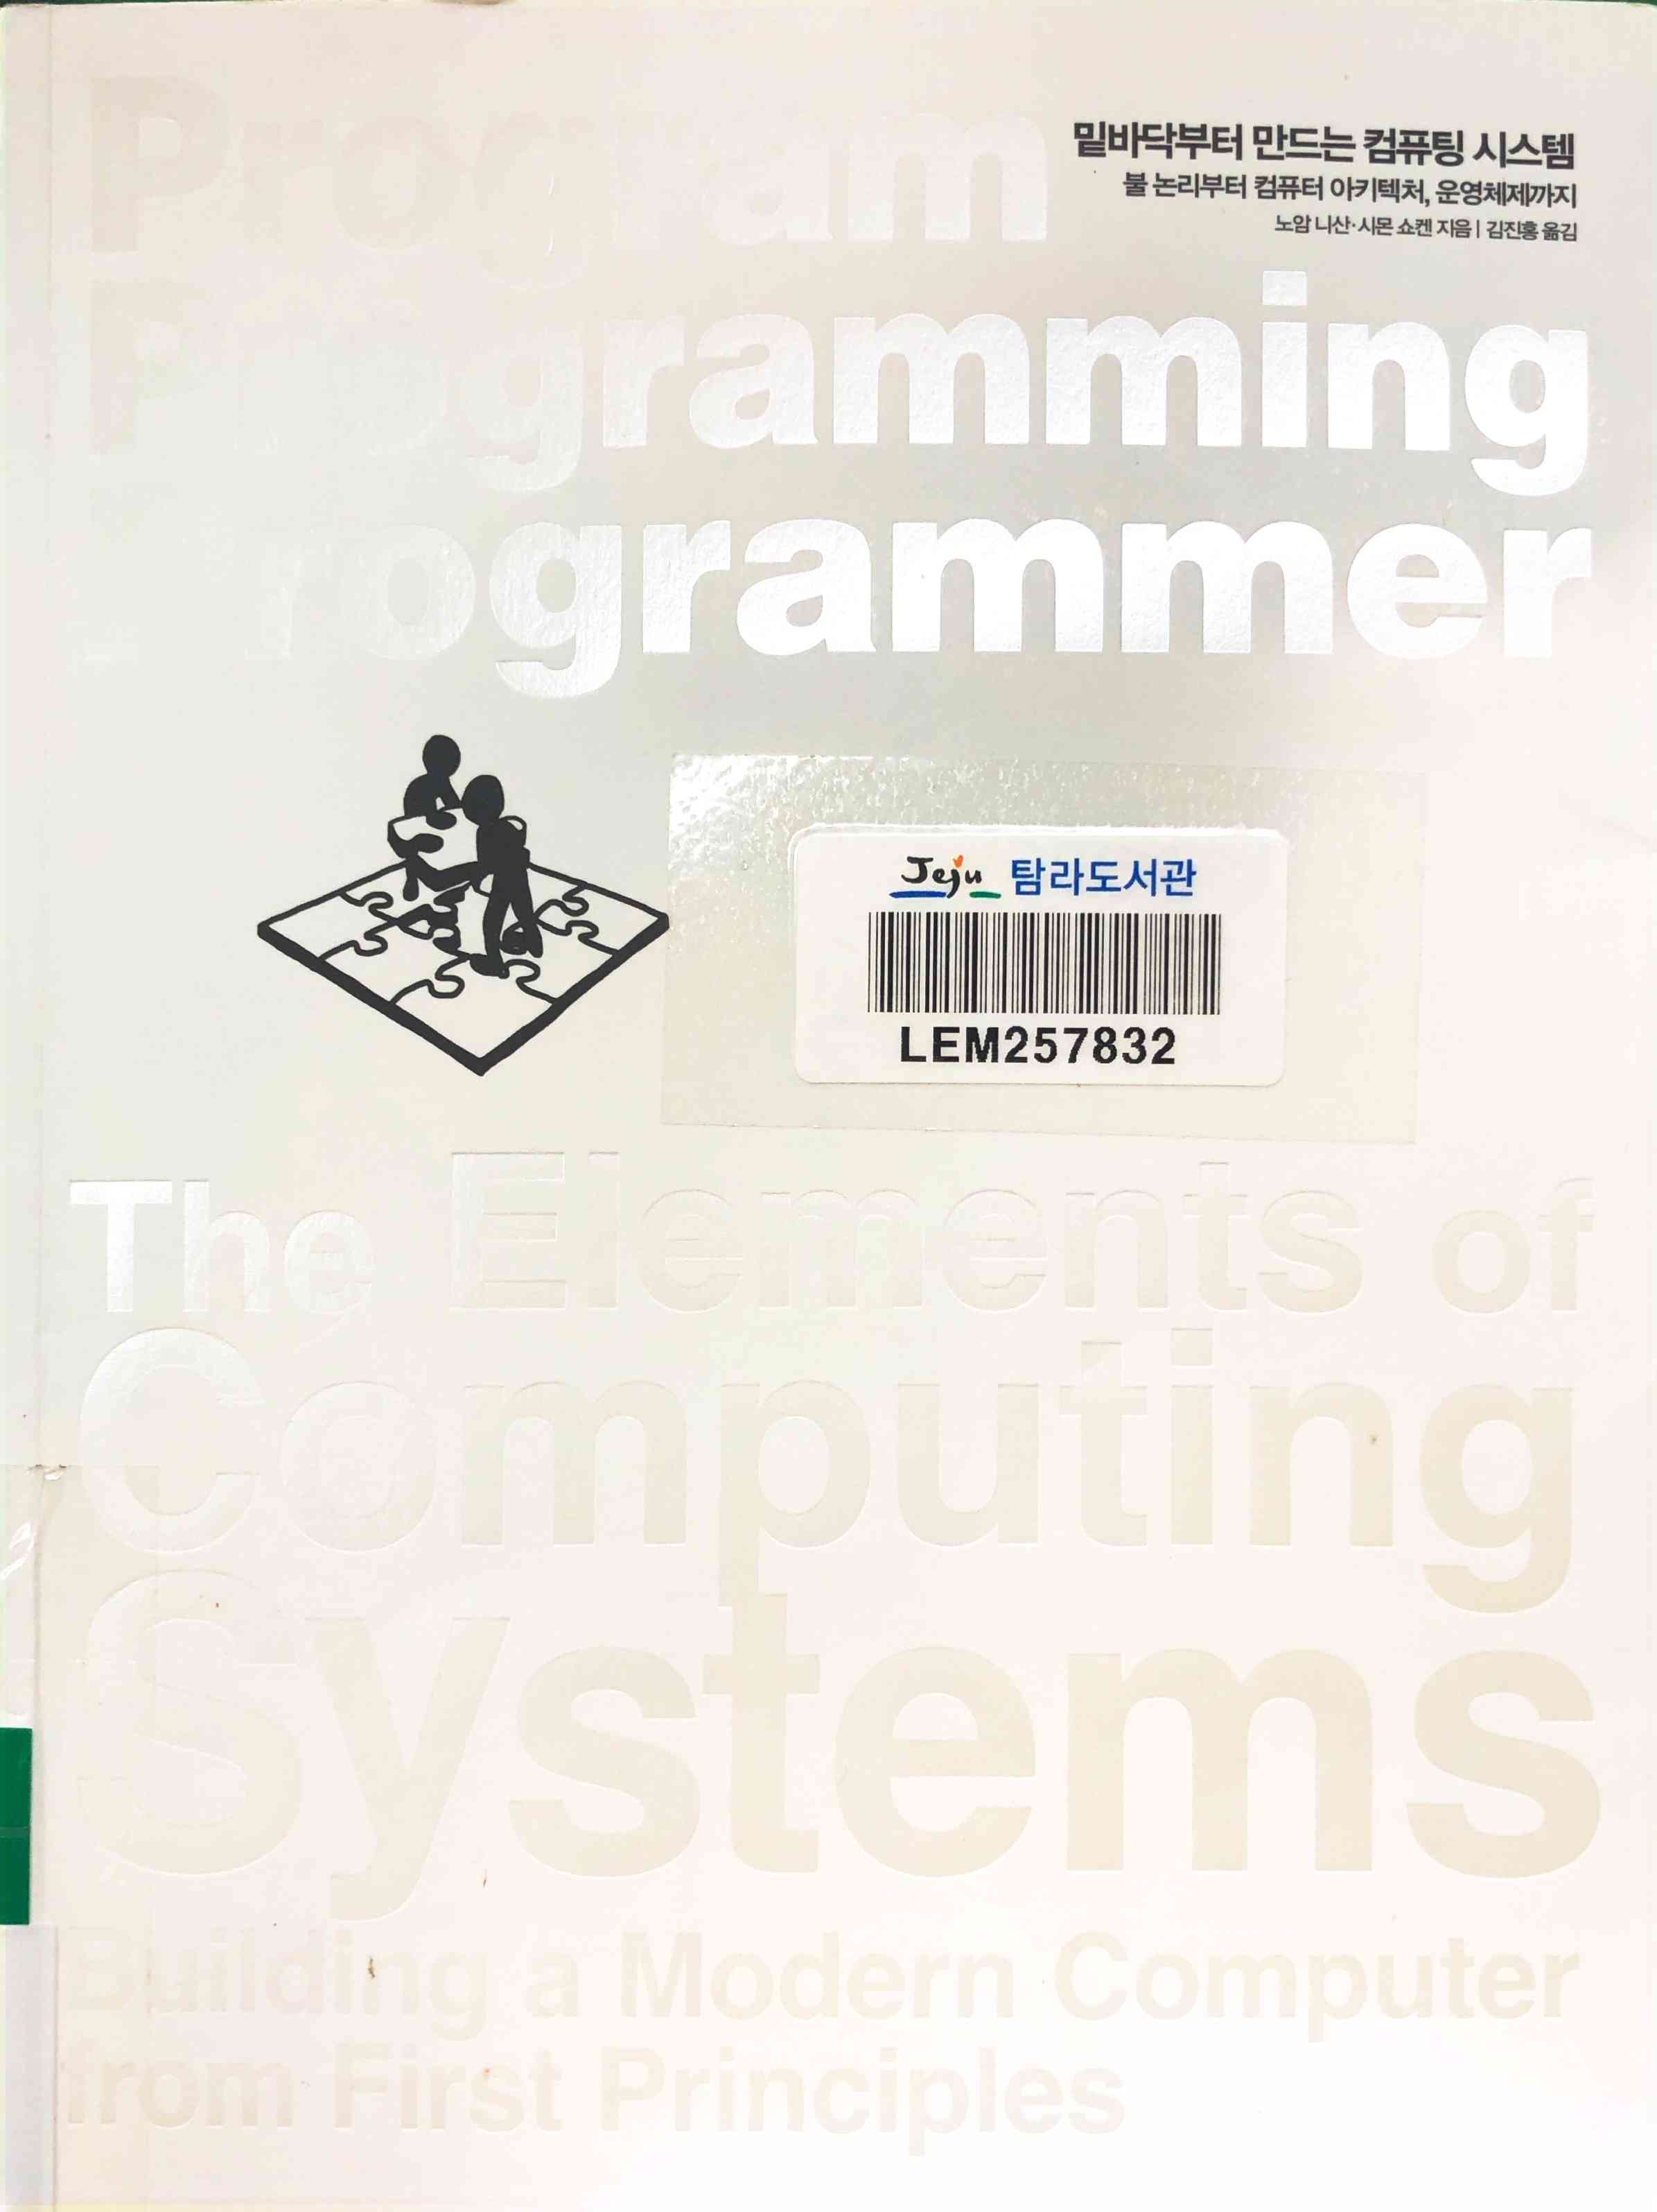 밑바닥부터 만드는 컴퓨팅 시스템
불 논리부터 컴퓨터 아키텍처, 운영체제까지
노암 니산·시몬 쇼켄 지음 | 김진홍 옮김
Program
Programming
Programmer
Jeju 탐라도서관
LEM257832
The Elements of
Computing
Systems
Building a Modern Computer
from First Principles